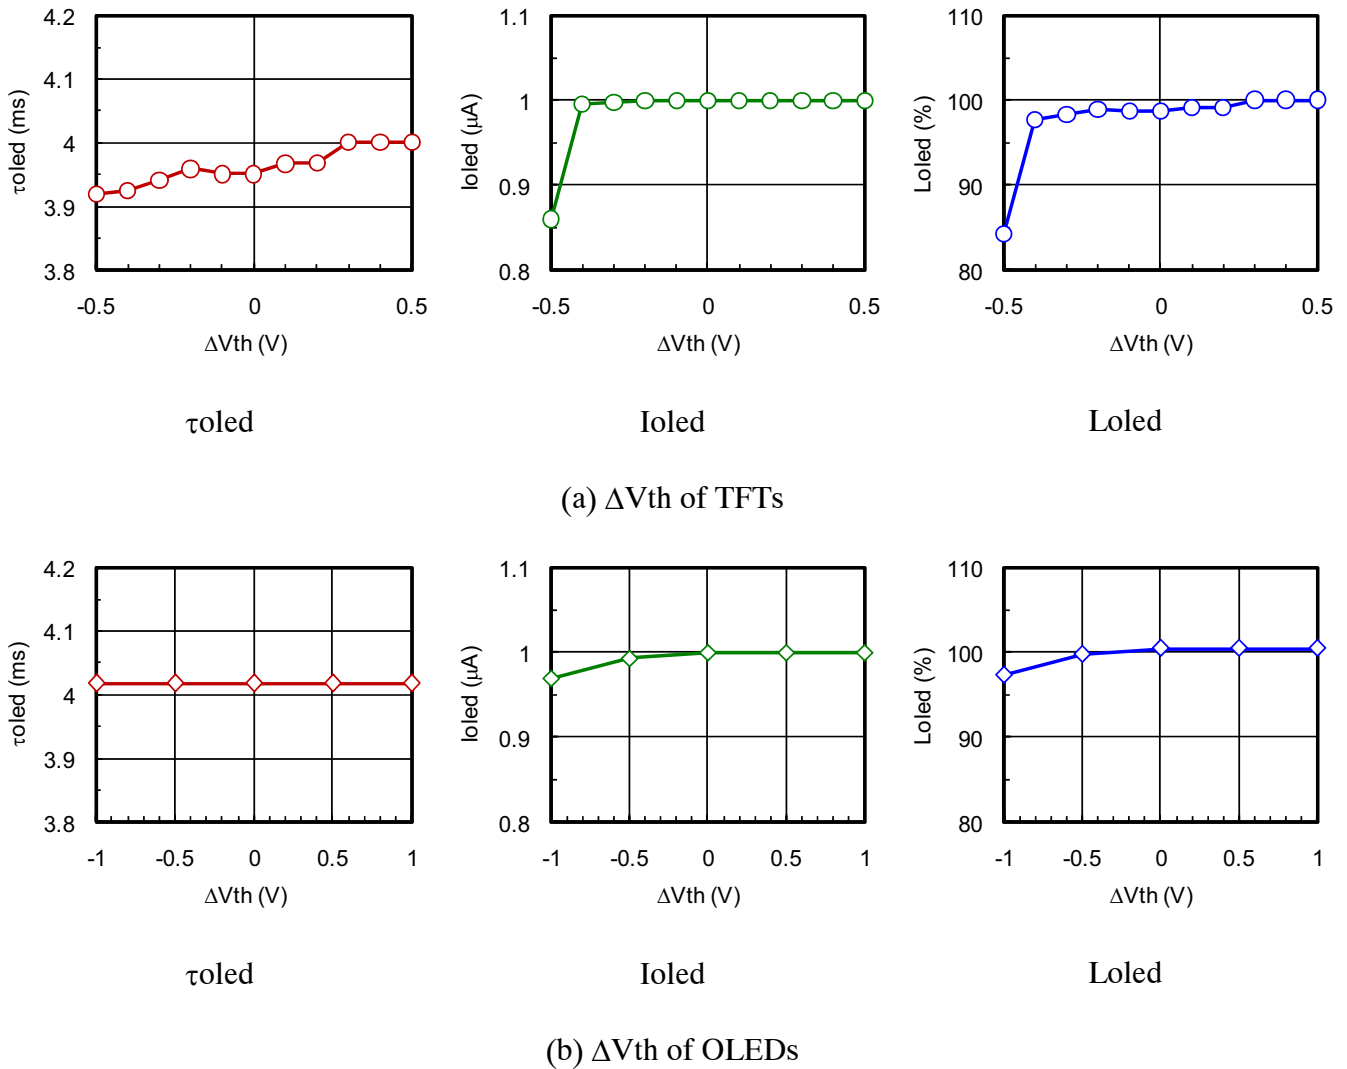 4.2
4.1
4
3.9
3.8
τoled (ms)
-0.5 0 0.5
ΔVth (V)
1.1
1
0.9
0.8
Ioled (μA)
-0.5 0 0.5
ΔVth (V)
110
100
90
80
Loled (%)
-0.5 0 0.5
ΔVth (V)
τoled Ioled Loled
(a) ΔVth of TFTs
4.2
4.1
4
3.9
3.8
τoled (ms)
-1 -0.5 0 0.5 1
ΔVth (V)
1.1
1
0.9
0.8
Ioled (μA)
-1 -0.5 0 0.5 1
ΔVth (V)
110
100
90
80
Loled (%)
-1 -0.5 0 0.5 1
ΔVth (V)
τoled Ioled Loled
(b) ΔVth of OLEDs